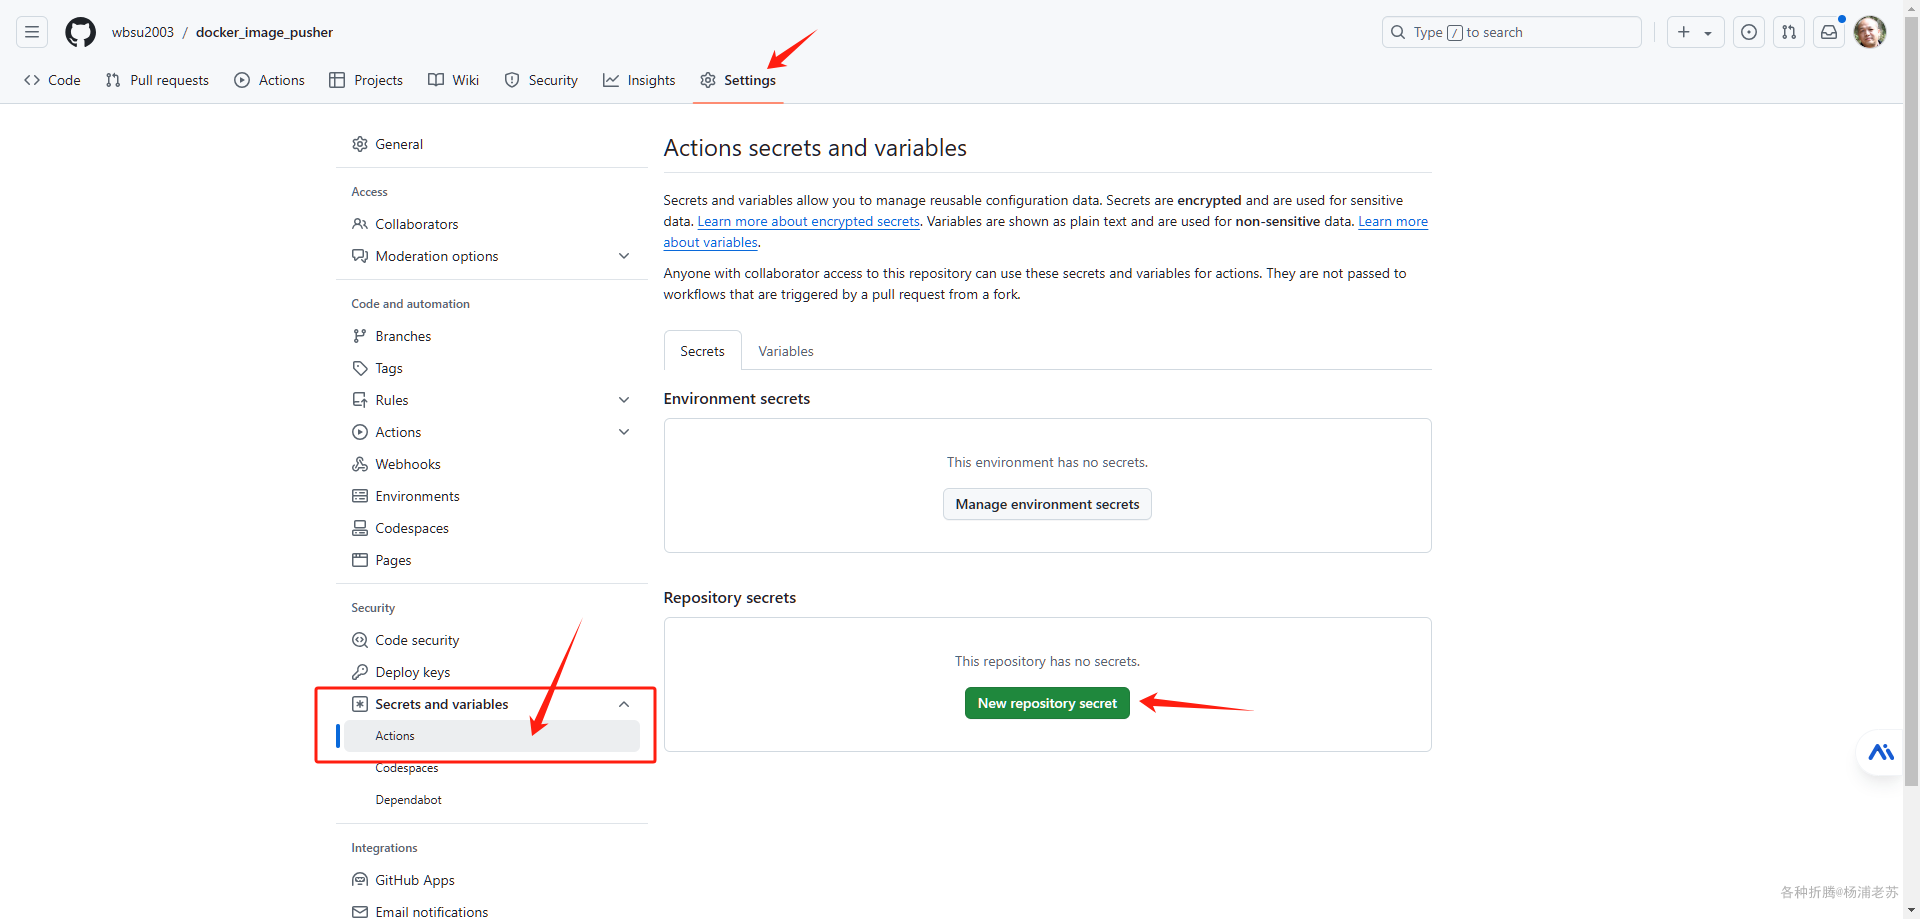 wbsu2003 / docker_image_pusher
Type / to search
Code
Pull requests
Actions
Projects
Wiki
Security
Insights
Settings
General
Access
Collaborators
Moderation options
Code and automation
Branches
Tags
Rules
Actions
Webhooks
Environments
Codespaces
Pages
Security
Code security
Deploy keys
Secrets and variables
Actions
Codespaces
Dependabot
Integrations
GitHub Apps
Email notifications
Actions secrets and variables
Secrets and variables allow you to manage reusable configuration data. Secrets are encrypted and are used for sensitive
data. Learn more about encrypted secrets. Variables are shown as plain text and are used for non-sensitive data. Learn more
about variables.
Anyone with collaborator access to this repository can use these secrets and variables for actions. They are not passed to
workflows that are triggered by a pull request from a fork.
Secrets
Variables
Environment secrets
This environment has no secrets.
Manage environment secrets
Repository secrets
This repository has no secrets.
New repository secret
各种折腾@杨浦老苏